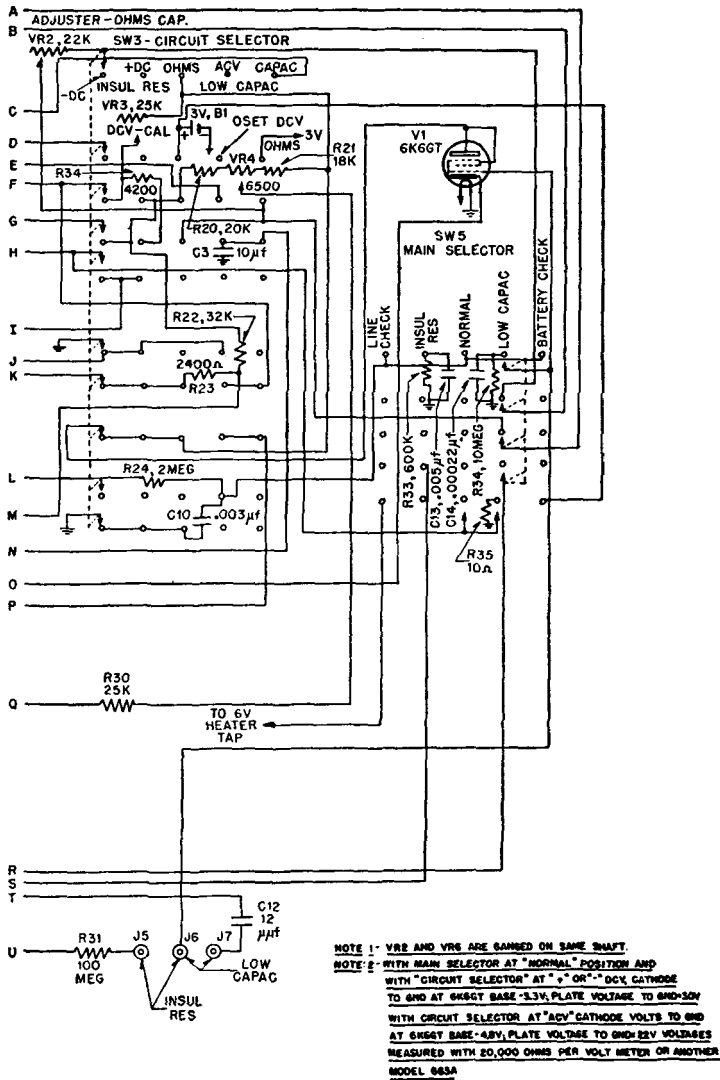 A
ADJUSTER-OHMS CAP.
B
VR2, 22K
SW3-CIRCUIT SELECTOR
+DC OHMS ACV CAPAC
-DC
INSUL RES
LOW CAPAC
VR3, 25K
C
3V, B1
+
OSET DCV
3V
DCV-CAL
OHMS
R21
18K
V1
6K6GT
D
E
VR4
R34
F
4200
6500
G
R20, 20K
SW5
MAIN SELECTOR
H
C3
10µf
LINE CHECK
INSUL RES
NORMAL
LOW CAPAC
BATTERY CHECK
I
R22, 32K
J
2400Ω
K
R23
L
R24, 2MEG
R33, 600K
C13, .005µf
C14, .00022µf
R34, 10MEG
M
C10
.003µf
N
R35
10Ω
O
P
R30
25K
Q
TO 6V
HEATER
TAP
R
S
T
C12
12
µµf
R31
J5
J6
J7
U
100
MEG
LOW
CAPAC
INSUL
RES
NOTE 1- VR2 AND VR6 ARE GANGED ON SAME SHAFT.
NOTE: 2- WITH MAIN SELECTOR AT "NORMAL" POSITION AND
WITH "CIRCUIT SELECTOR" AT "+" OR "-" DCV, CATHODE
TO GND AT 6K6GT BASE-3.3V; PLATE VOLTAGE TO GND=30V
WITH CIRCUIT SELECTOR AT "ACV" CATHODE VOLTS TO GND
AT 6K6GT BASE-4.8V; PLATE VOLTAGE TO GND=22V VOLTAGES
MEASURED WITH 20,000 OHMS PER VOLT METER OR ANOTHER
MODEL 665A